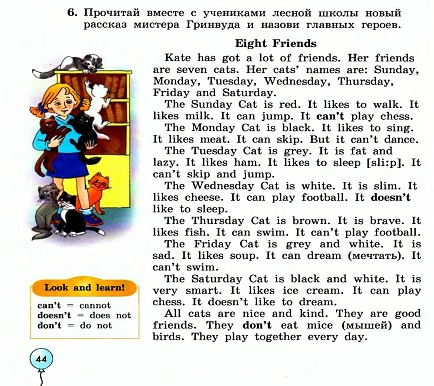 6. Прочитай вместе с учениками лесной школы новый
рассказ мистера Гринвуда и назови главных героев.
Eight Friends
Kate has got a lot of friends. Her friends
are seven cats. Her cats' names are: Sunday,
Monday, Tuesday, Wednesday, Thursday,
Friday and Saturday.
The Sunday Cat is red. It likes to walk. It
likes milk. It can jump. It can't play chess.
The Monday Cat is black. It likes to sing.
It likes meat. It can skip. But it can't dance.
The Tuesday Cat is grey. It is fat and
lazy. It likes ham. It likes to sleep [sli:p]. It
can't skip and jump.
The Wednesday Cat is white. It is slim. It
likes cheese. It can play football. It doesn't
like to sleep.
The Thursday Cat is brown. It is brave. It
likes fish. It can swim. It can't play football.
The Friday Cat is grey and white. It is
sad. It likes soup. It can dream (мечтать). It
can't swim.
The Saturday Cat is black and white. It is
very smart. It likes ice cream. It can play
chess. It doesn't like to dream.
All cats are nice and kind. They are good
friends. They don't eat mice (мышей) and
birds. They play together every day.
Look and learn!
can't = cannot
doesn't = does not
don't = do not
44